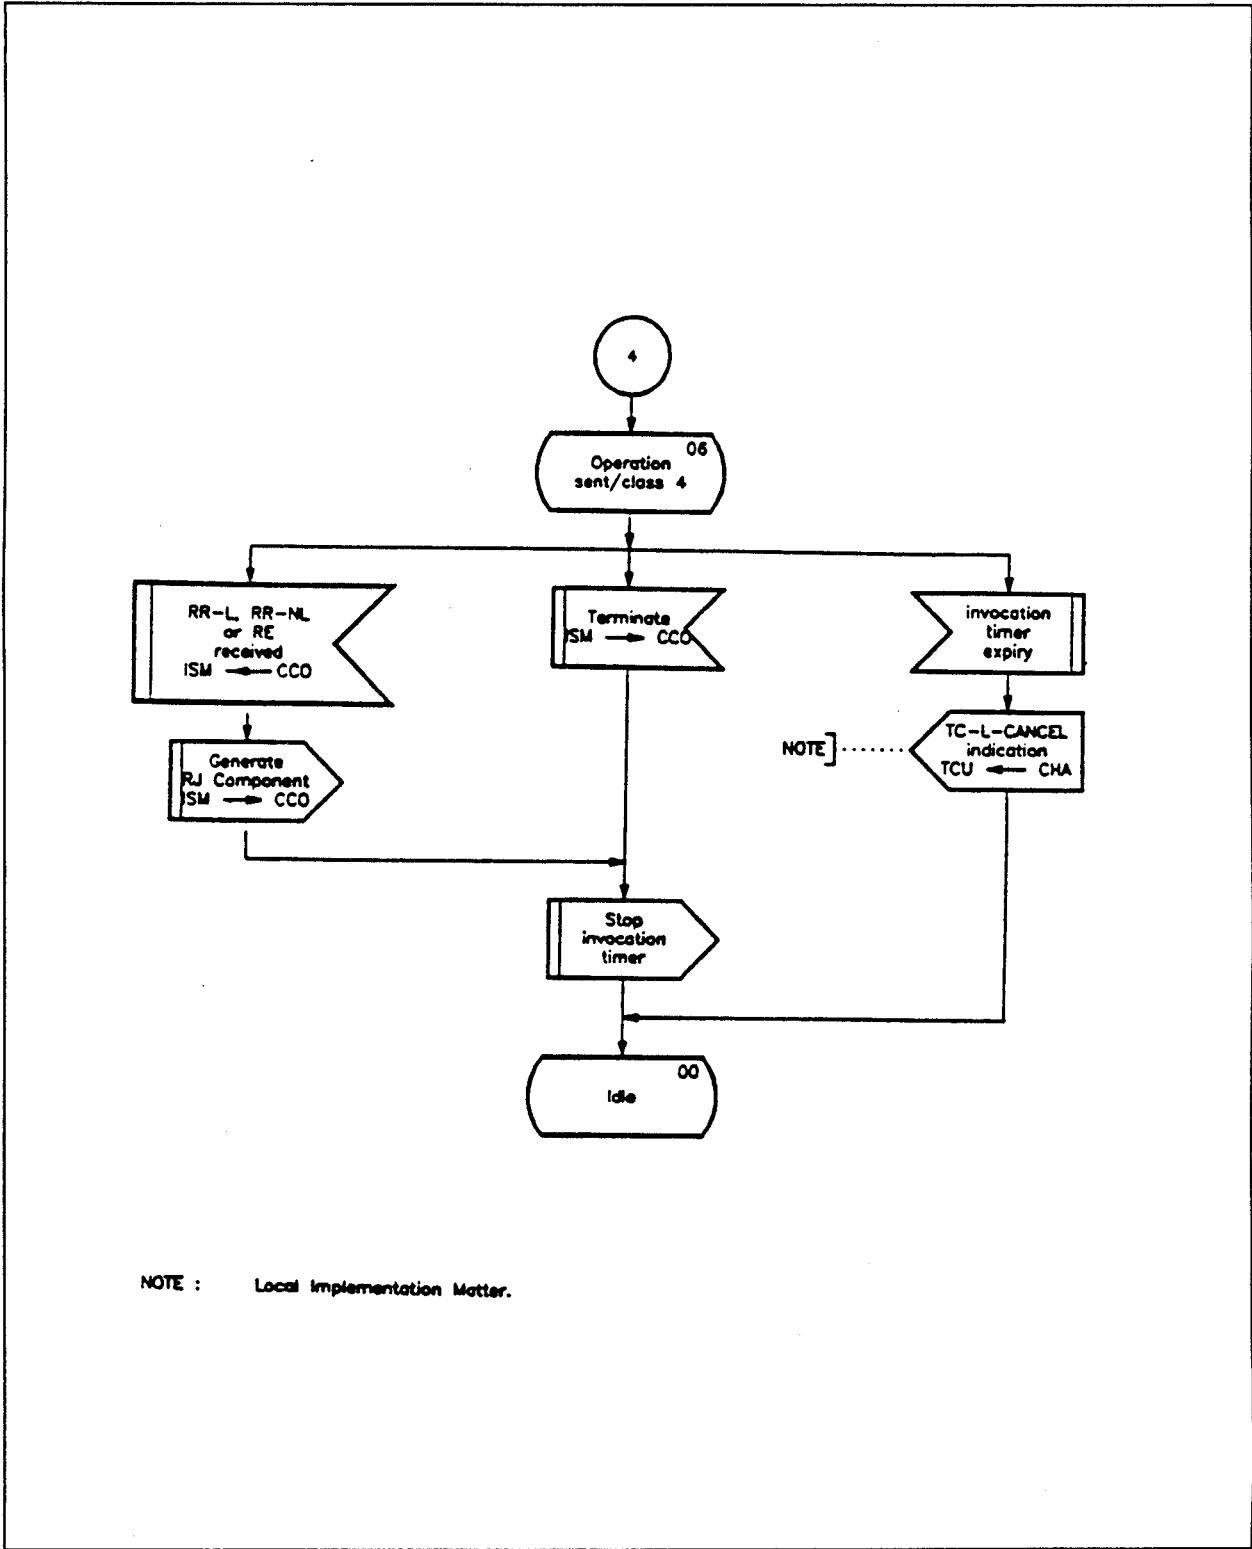 4
06
Operation
sent/class 4
RR-L, RR-NL
or RE
received
ISM ← CCO
Terminate
ISM → CCO
invocation
timer
expiry
Generate
RJ Component
ISM → CCO
NOTE
TC-L-CANCEL
indication
TCU ← CHA
Stop
invocation
timer
00
Idle
NOTE : Local Implementation Matter.